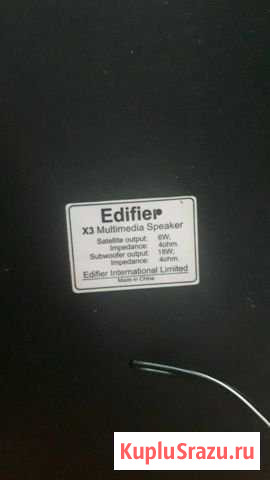 Edifier
X3 Multimedia Speaker
Satellite output: 6W;
Impedance: 4ohm.
Subwoofer output: 18W;
Impedance: 4ohm.
Edifier International Limited
Made in China
KupluSrazu.ru